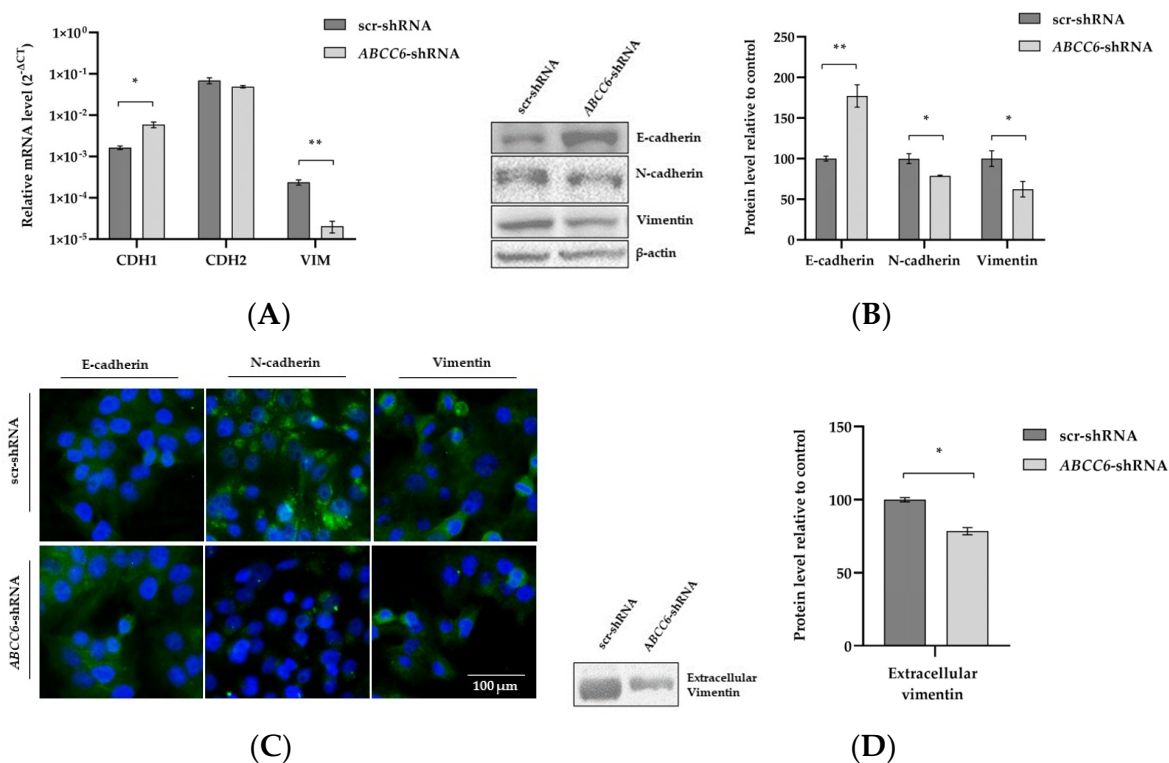 scr-shRNA
ABCC6-shRNA
Relative mRNA level (2^-ΔCT)
1×10^0
1×10^-1
1×10^-2
1×10^-3
1×10^-4
1×10^-5
*
**
CDH1
CDH2
VIM
(A)
scr-shRNA
ABCC6-shRNA
E-cadherin
N-cadherin
Vimentin
β-actin
scr-shRNA
ABCC6-shRNA
Protein level relative to control
250
200
150
100
50
0
**
*
*
E-cadherin
N-cadherin
Vimentin
(B)
E-cadherin
N-cadherin
Vimentin
scr-shRNA
ABCC6-shRNA
100 μm
(C)
scr-shRNA
ABCC6-shRNA
Extracellular
Vimentin
scr-shRNA
ABCC6-shRNA
Protein level relative to control
150
100
50
0
*
Extracellular
vimentin
(D)